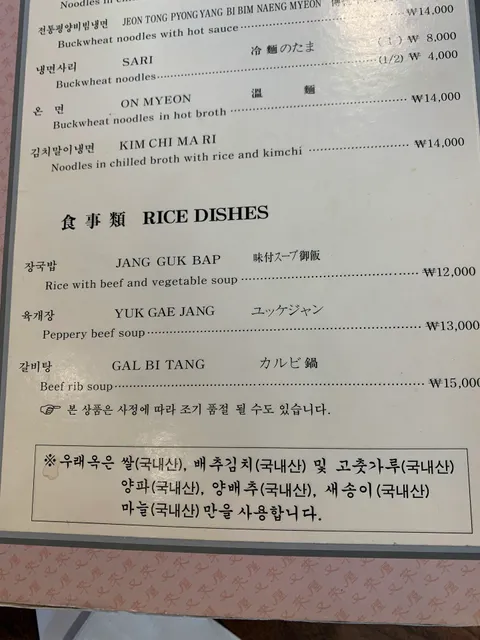 Noodles in chilled
전통평양비빔냉면 JEON TONG PYONG YANG BI BIM NAENG MYEON
Buckwheat noodles with hot sauce ₩14,000
냉면사리 SARI 冷麵のたま (1) ₩ 8,000
Buckwheat noodles (1/2) ₩ 4,000
온 면 ON MYEON 溫 麵
Buckwheat noodles in hot broth ₩14,000
김치말이냉면 KIM CHI MA RI
Noodles in chilled broth with rice and kimchi ₩14,000
食事類 RICE DISHES
장국밥 JANG GUK BAP 味付スープ御飯
Rice with beef and vegetable soup ₩12,000
육개장 YUK GAE JANG ユッケジャン
Peppery beef soup ₩13,000
갈비탕 GAL BI TANG カルビ鍋
Beef rib soup ₩15,000
☞ 본 상품은 사정에 따라 조기 품절 될 수도 있습니다.
※우래옥은 쌀(국내산), 배추김치(국내산) 및 고춧가루(국내산)
양파(국내산), 양배추(국내산), 새송이(국내산)
마늘(국내산)만을 사용합니다.